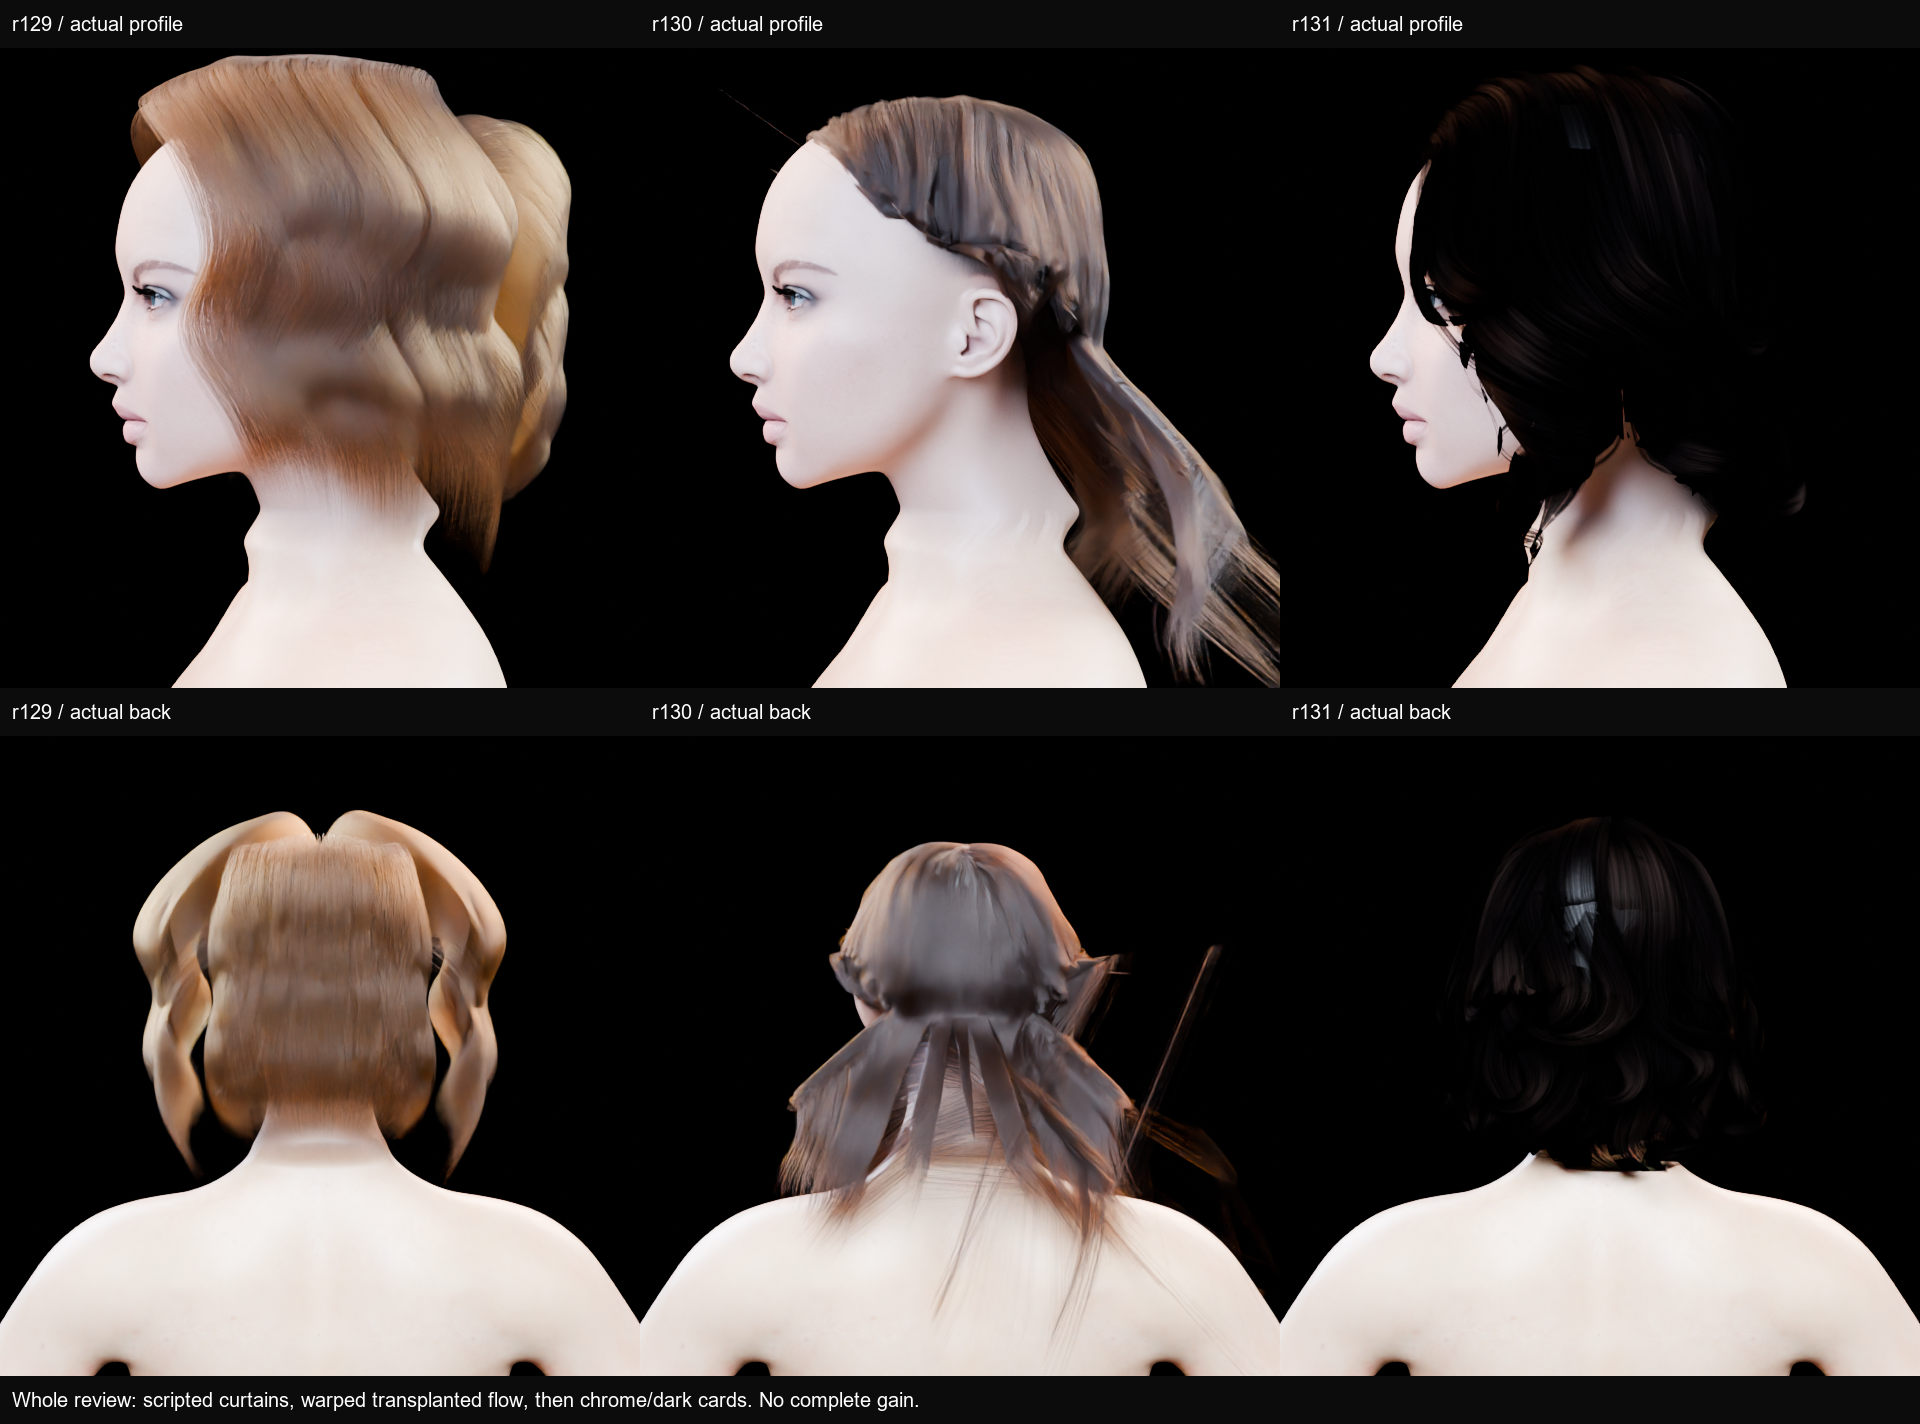 r129 / actual profile
r130 / actual profile
r131 / actual profile
r129 / actual back
r130 / actual back
r131 / actual back
Whole review: scripted curtains, warped transplanted flow, then chrome/dark cards. No complete gain.